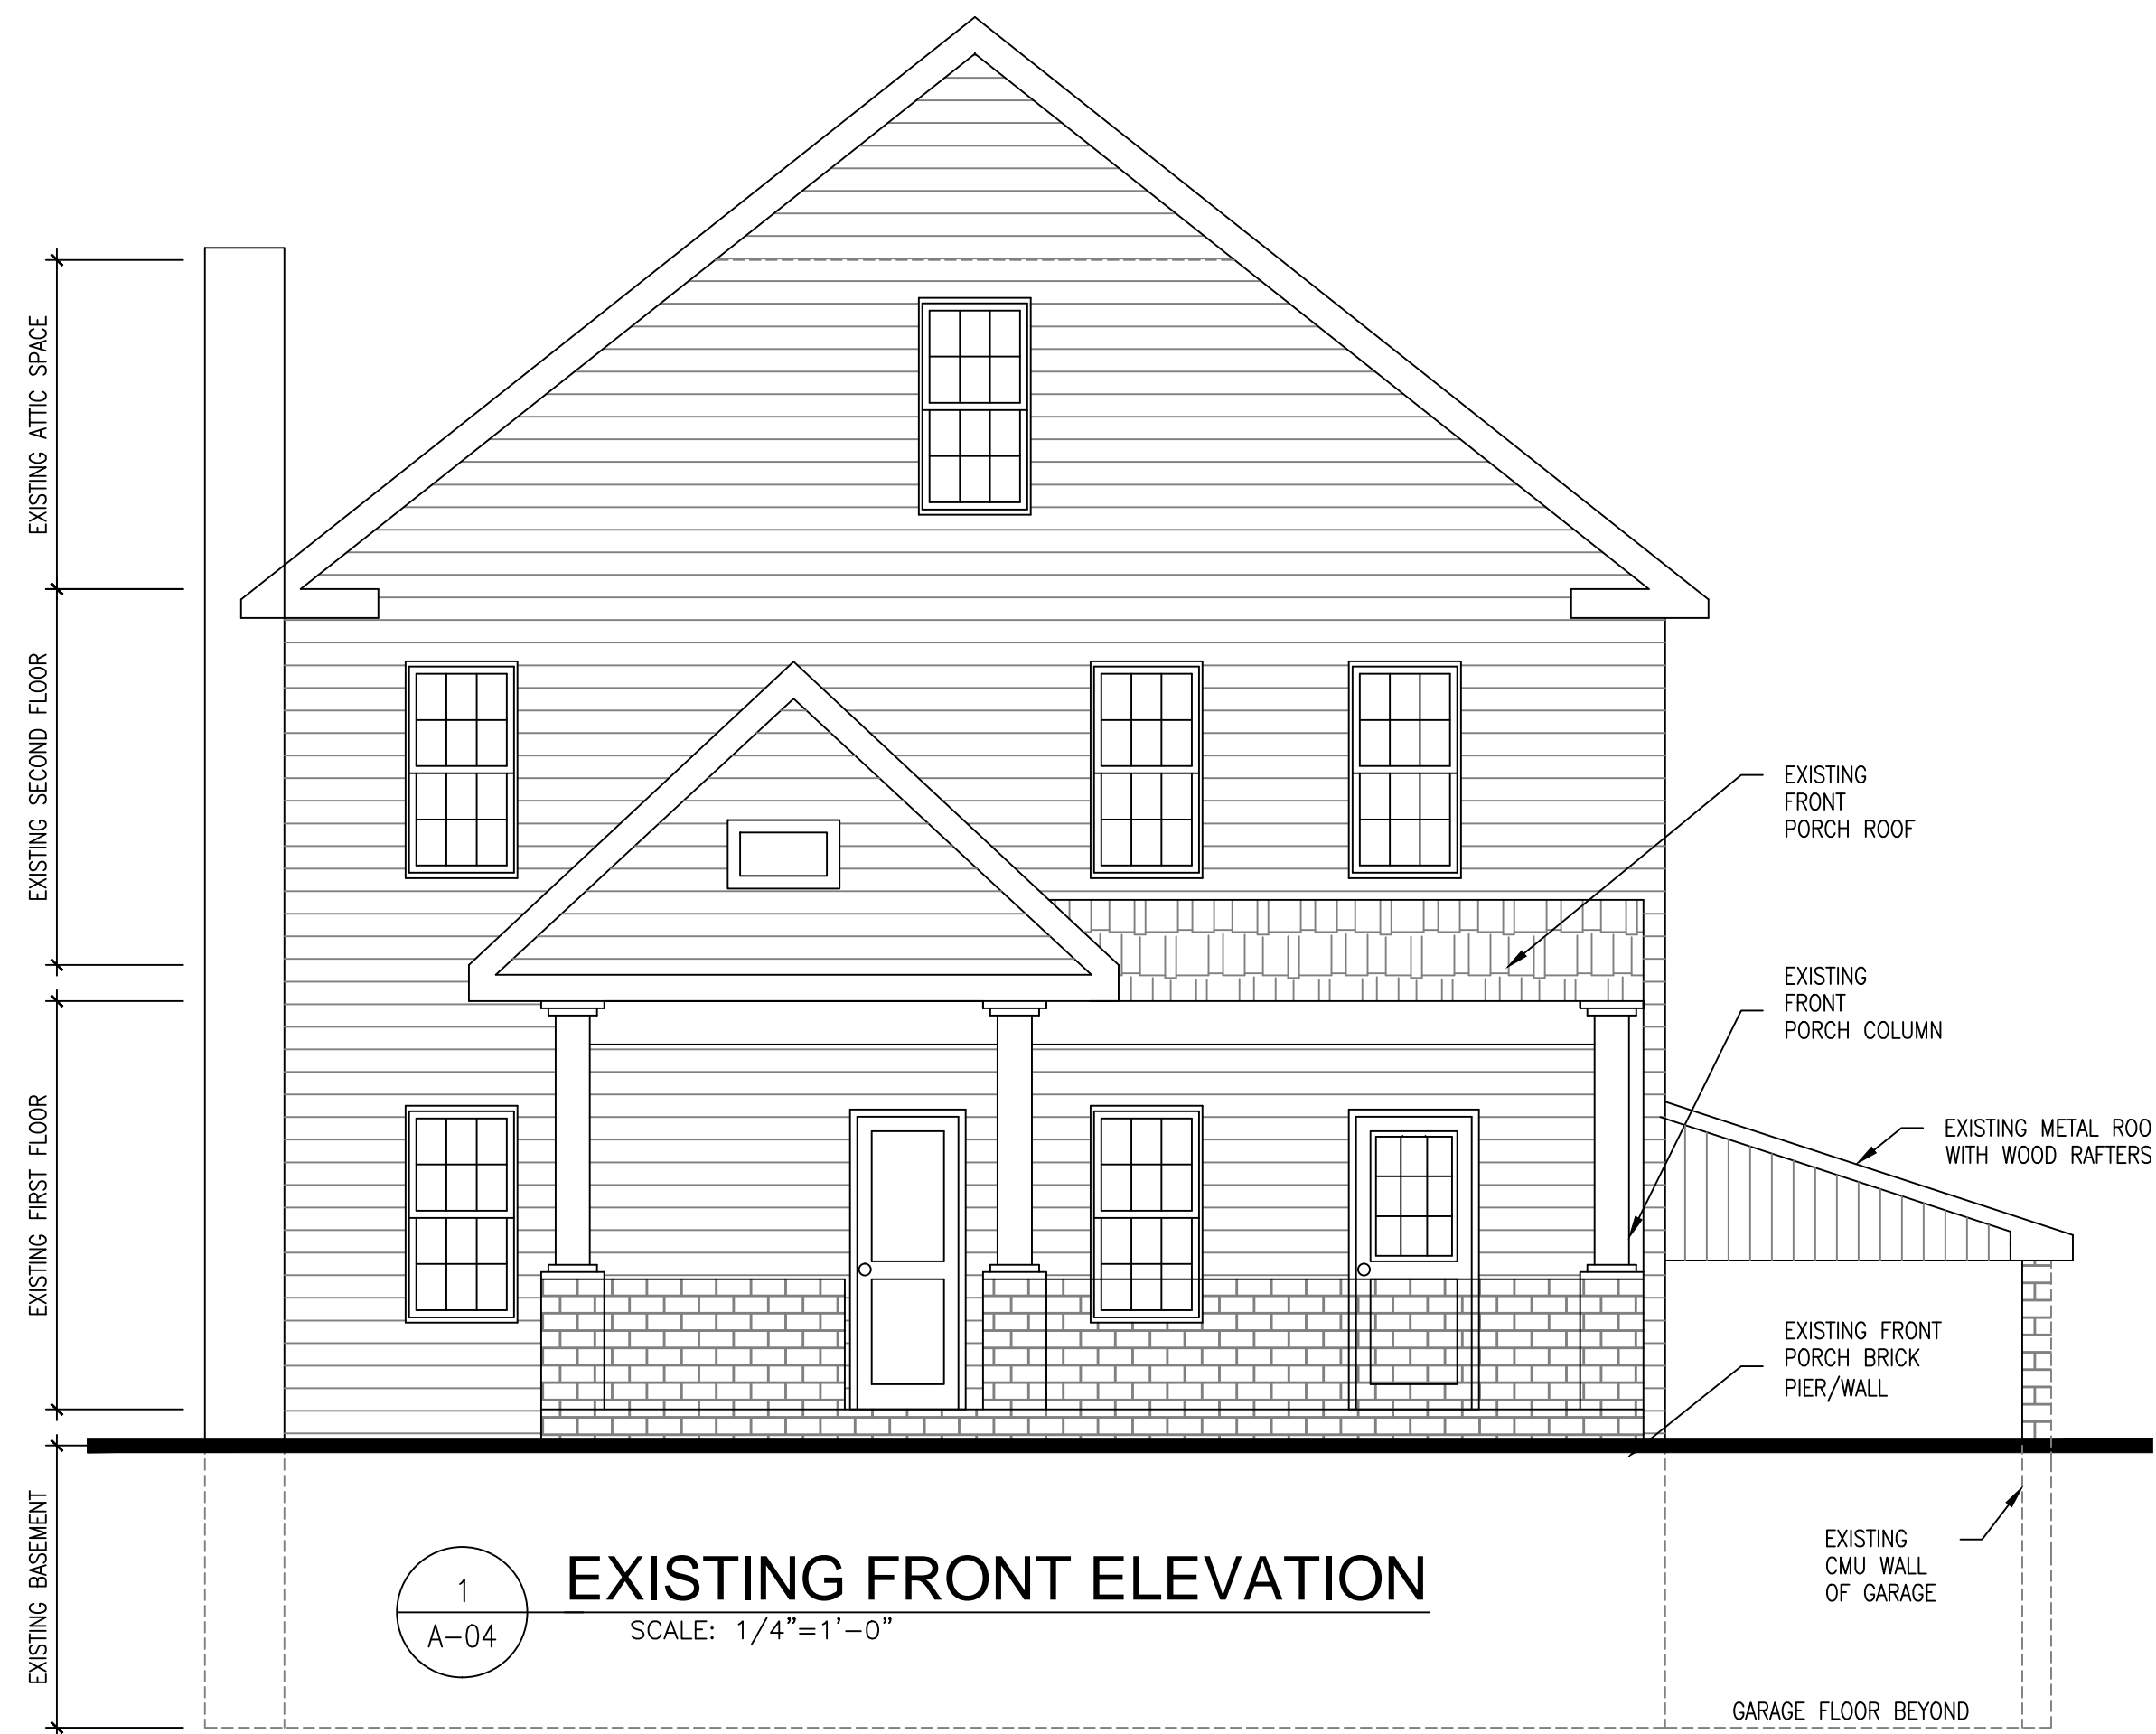 EXISTING ATTIC SPACE
EXISTING SECOND FLOOR
EXISTING FIRST FLOOR
EXISTING BASEMENT
EXISTING
FRONT
PORCH ROOF
EXISTING
FRONT
PORCH COLUMN
EXISTING METAL ROO
WITH WOOD RAFTERS
EXISTING FRONT
PORCH BRICK
PIER/WALL
EXISTING
CMU WALL
OF GARAGE
GARAGE FLOOR BEYOND
1
A-04
EXISTING FRONT ELEVATION
SCALE: 1/4"=1'-0"